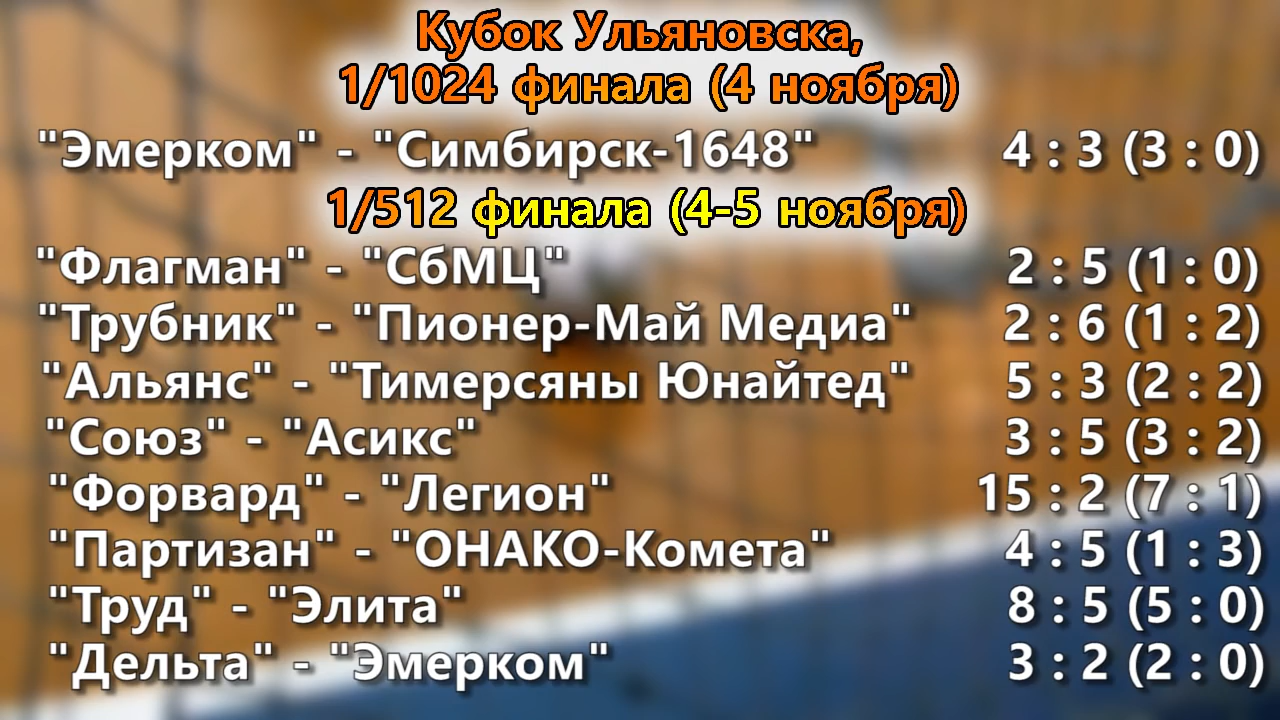 Кубок Ульяновска,
1/1024 финала (4 ноября)
"Эмерком" - "Симбирск-1648" 4 : 3 (3 : 0)
1/512 финала (4-5 ноября)
"Флагман" - "СбМЦ" 2 : 5 (1 : 0)
"Трубник" - "Пионер-Май Медиа" 2 : 6 (1 : 2)
"Альянс" - "Тимерсяны Юнайтед" 5 : 3 (2 : 2)
"Союз" - "Асикс" 3 : 5 (3 : 2)
"Форвард" - "Легион" 15 : 2 (7 : 1)
"Партизан" - "ОНАКО-Комета" 4 : 5 (1 : 3)
"Труд" - "Элита" 8 : 5 (5 : 0)
"Дельта" - "Эмерком" 3 : 2 (2 : 0)